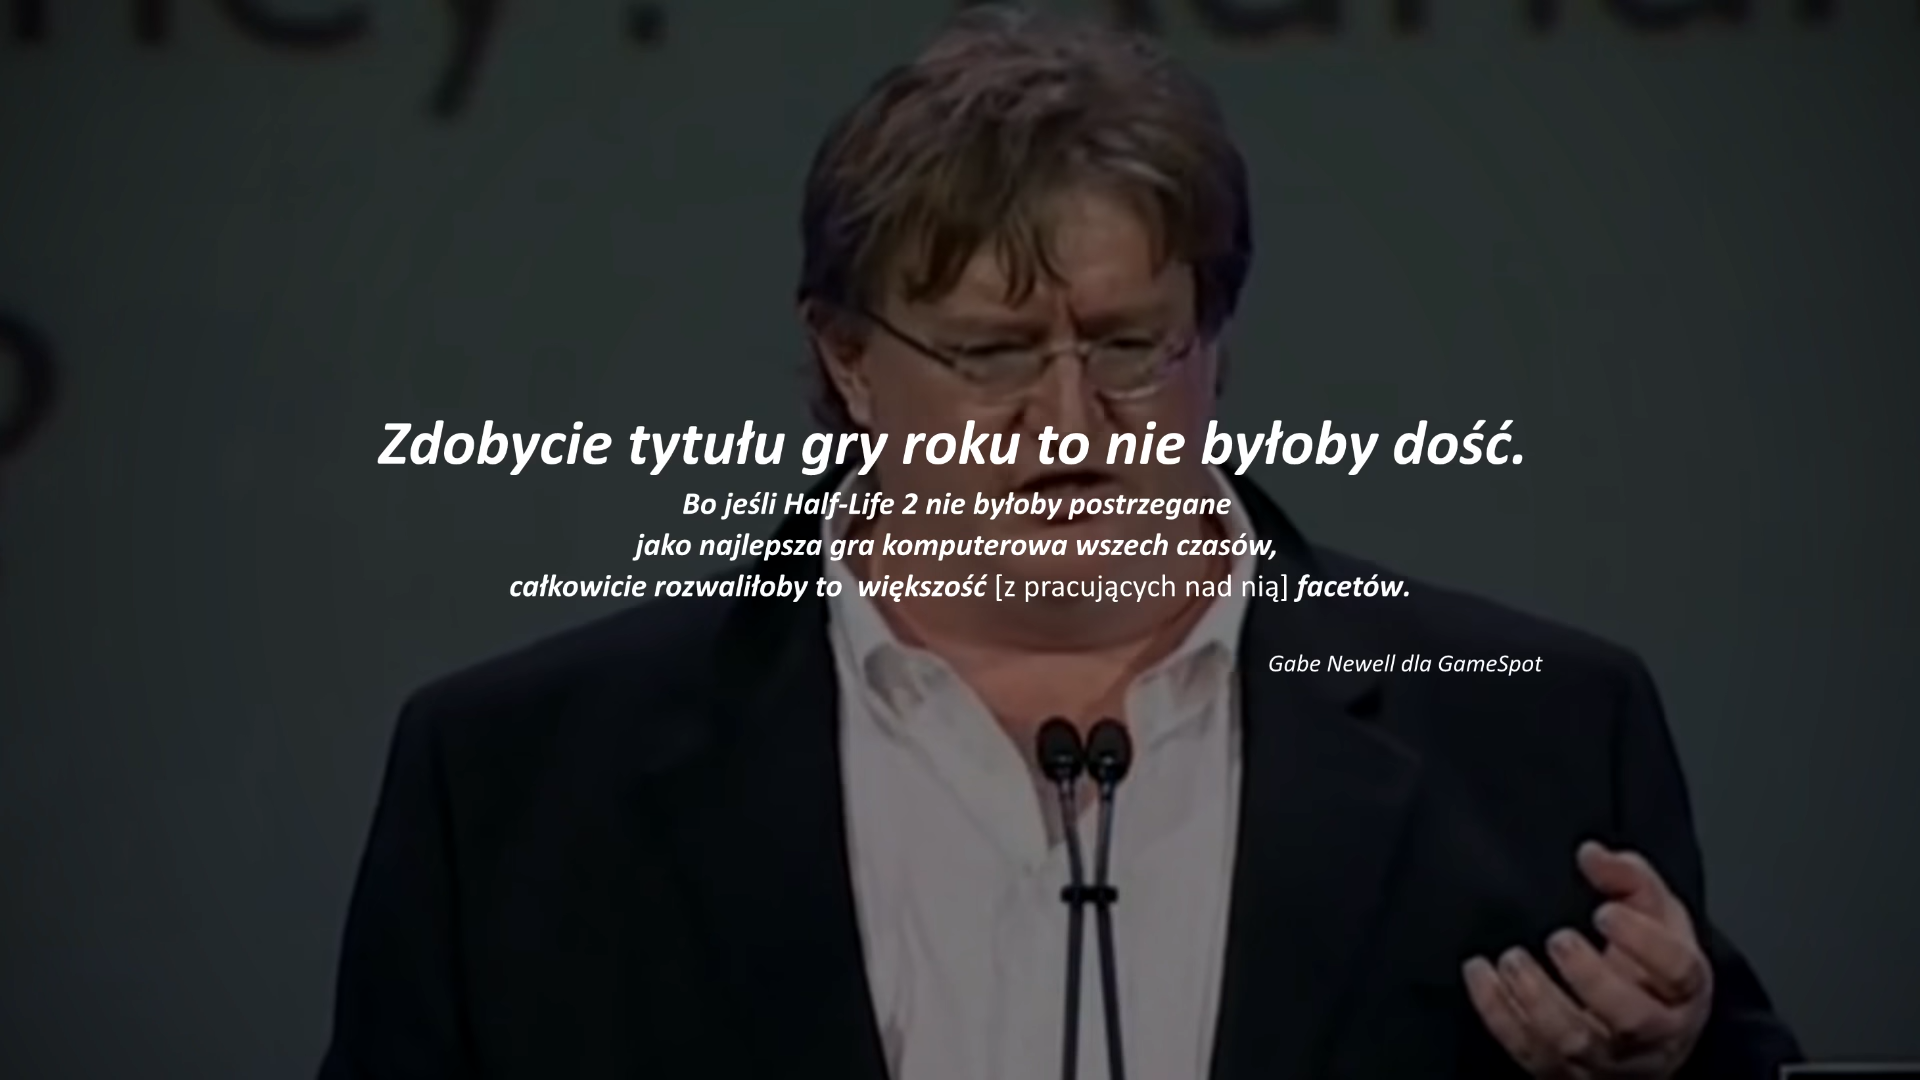 Zdobycie tytułu gry roku to nie byłoby dość.
Bo jeśli Half-Life 2 nie byłoby postrzegane
jako najlepsza gra komputerowa wszech czasów,
całkowicie rozwaliłoby to  większość [z pracujących nad nią] facetów.
Gabe Newell dla GameSpot